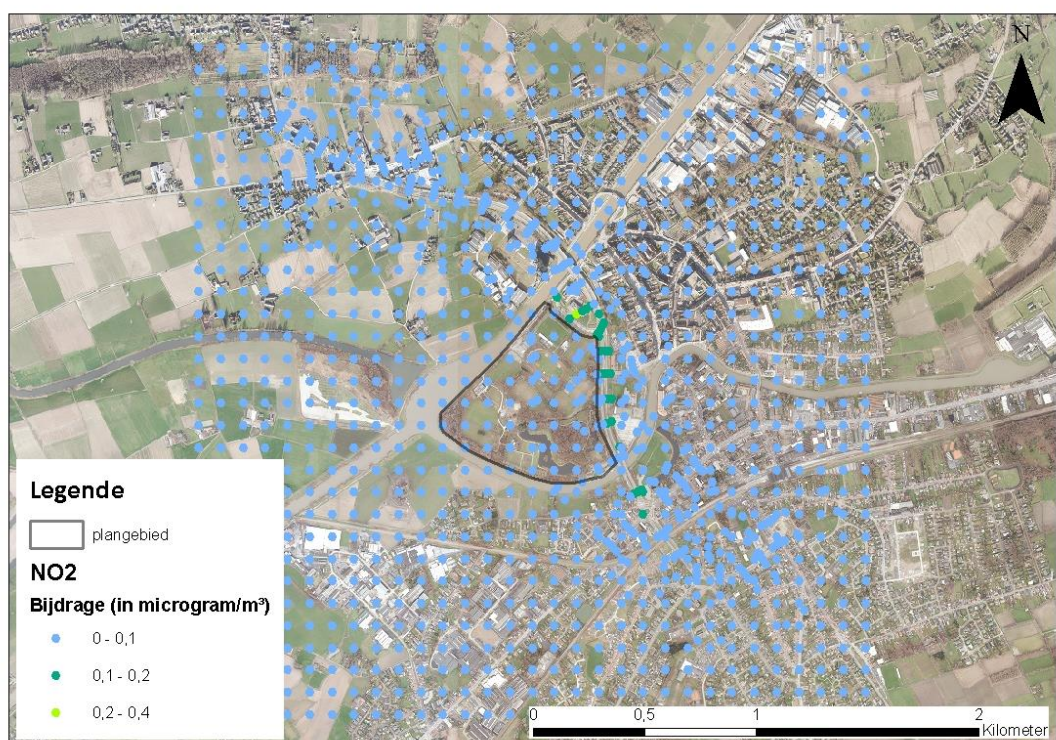 N
Legende
plangebied
NO2
Bijdrage (in microgram/m³)
0 - 0,1
0,1 - 0,2
0,2 - 0,4
0 0,5 1 2
Kilometer